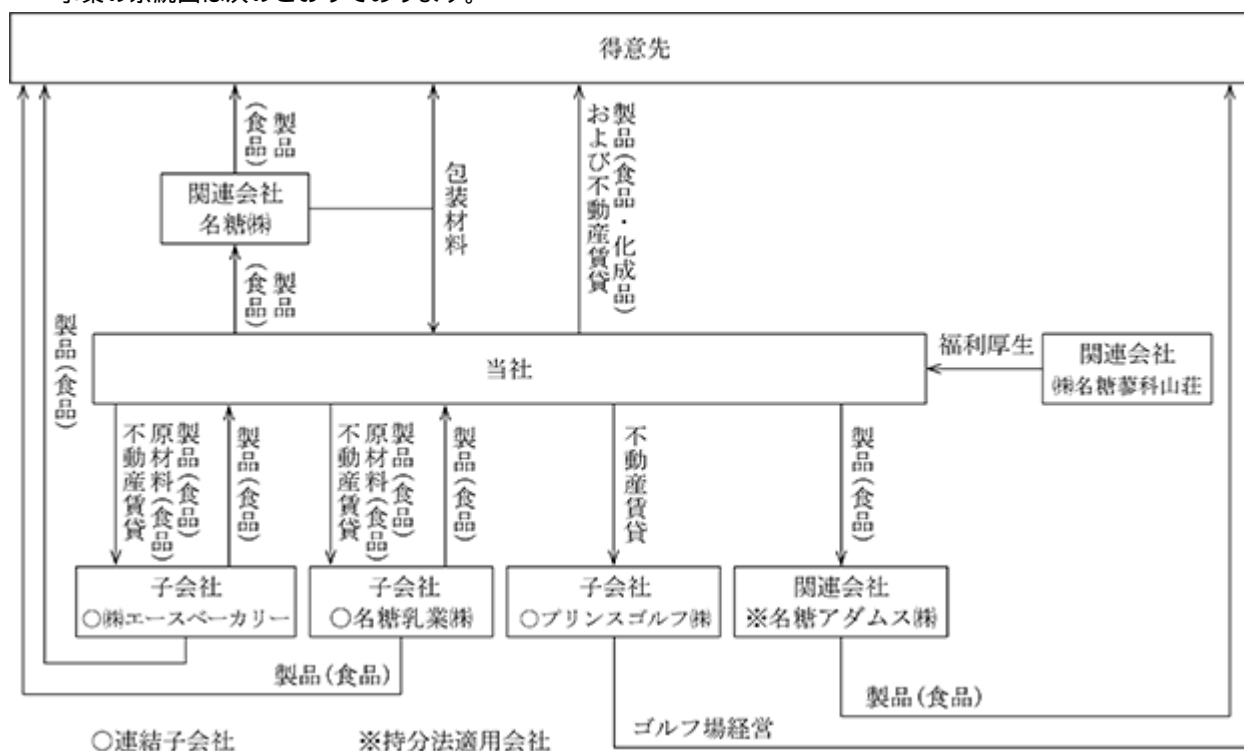 事業の系統図は次のとおりであります。
得意先
製品
(食品)
関連会社
名糖㈱
製品
(食品)
包装材料
製品(食品・化成品)
および不動産賃貸
製品(食品)
当社
福利厚生
関連会社
㈱名糖蓼科山荘
製品(食品)
原材料(食品)
不動産賃貸
製品(食品)
製品(食品)
原材料(食品)
不動産賃貸
製品(食品)
不動産賃貸
製品(食品)
子会社
○㈱エースベーカリー
子会社
○名糖乳業㈱
子会社
○プリンスゴルフ㈱
関連会社
※名糖アダムス㈱
製品(食品)
製品(食品)
ゴルフ場経営
○連結子会社
※持分法適用会社